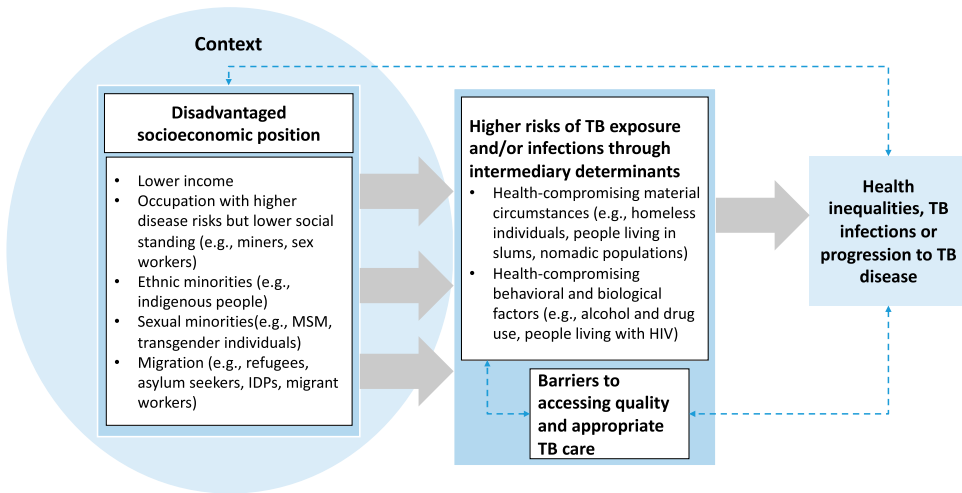 Context
Disadvantaged
socioeconomic position
• Lower income
• Occupation with higher
disease risks but lower social
standing (e.g., miners, sex
workers)
• Ethnic minorities (e.g.,
indigenous people)
• Sexual minorities(e.g., MSM,
transgender individuals)
• Migration (e.g., refugees,
asylum seekers, IDPs, migrant
workers)
Higher risks of TB exposure
and/or infections through
intermediary determinants
• Health-compromising material
circumstances (e.g., homeless
individuals, people living in
slums, nomadic populations)
• Health-compromising
behavioral and biological
factors (e.g., alcohol and drug
use, people living with HIV)
Barriers to
accessing quality
and appropriate
TB care
Health
inequalities, TB
infections or
progression to TB
disease